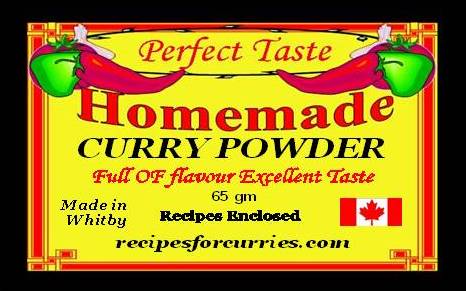 Perfect Taste
Homemade
CURRY POWDER
Full OF flavour Excellent Taste
65 gm
Made in
Whitby
Recipes Enclosed
recipesforcurries.com